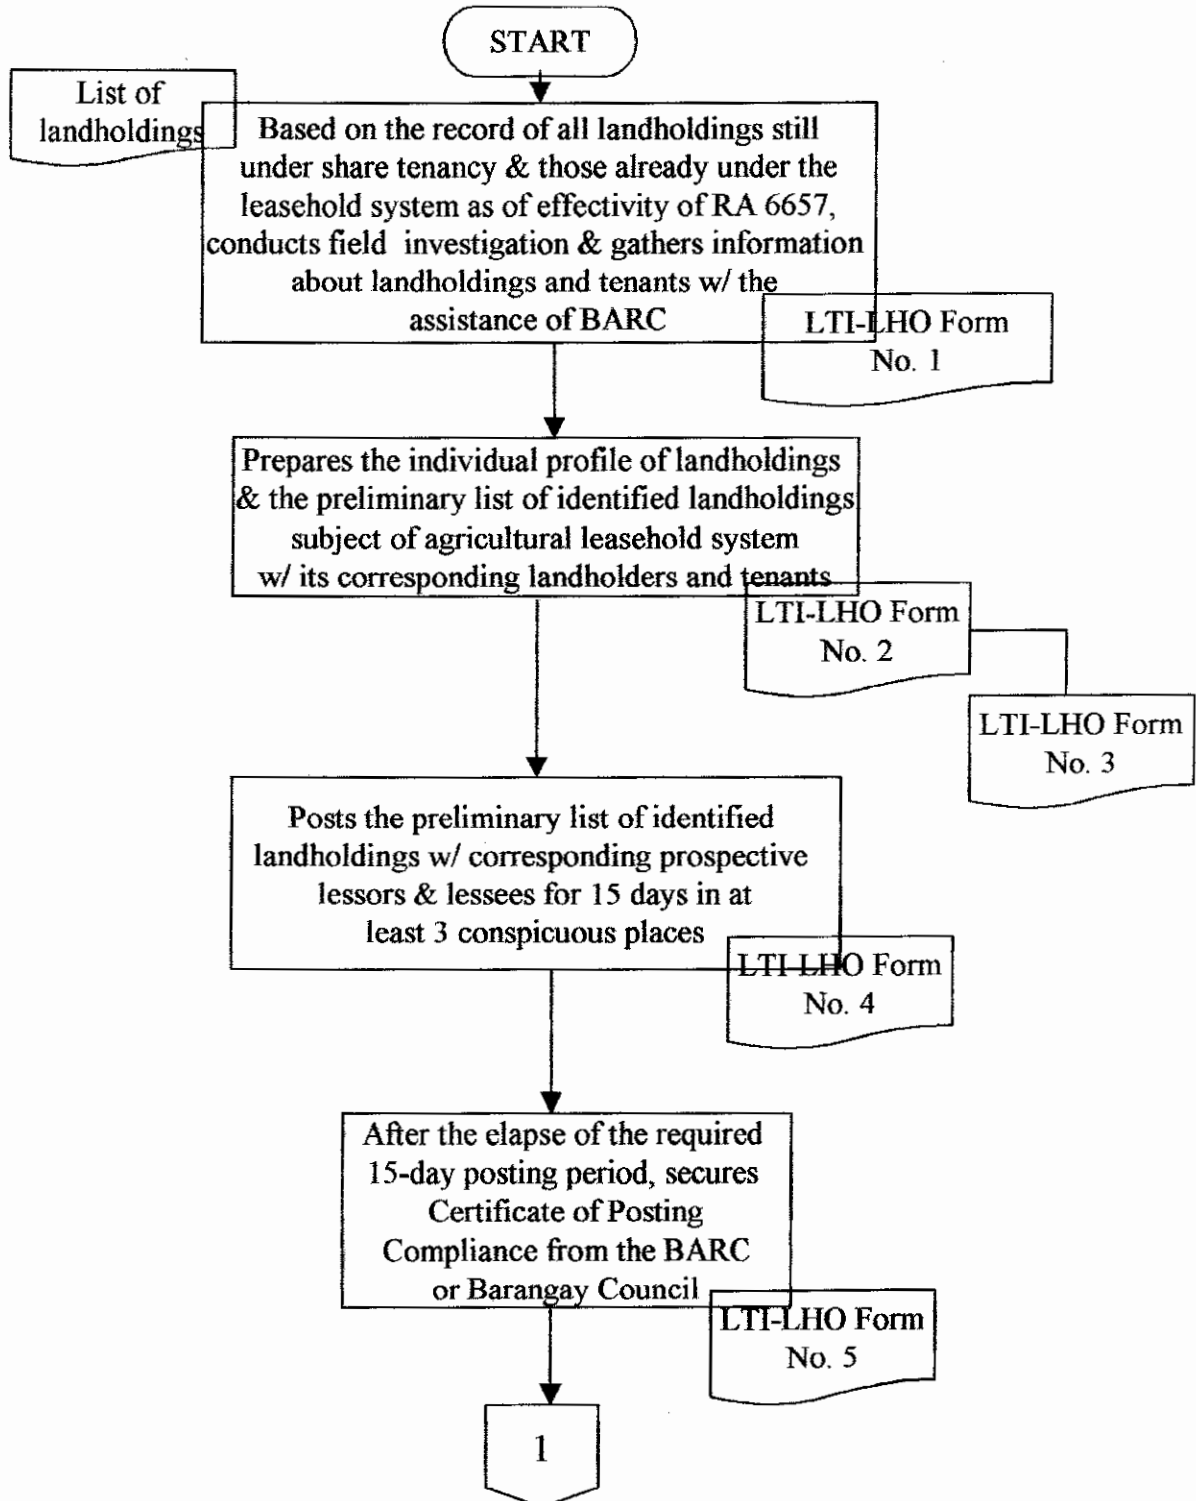 START
List of
landholdings
Based on the record of all landholdings still
under share tenancy & those already under the
leasehold system as of effectivity of RA 6657,
conducts field investigation & gathers information
about landholdings and tenants w/ the
assistance of BARC
LTI-LHO Form
No. 1
Prepares the individual profile of landholdings
& the preliminary list of identified landholdings
subject of agricultural leasehold system
w/ its corresponding landholders and tenants
LTI-LHO Form
No. 2
LTI-LHO Form
No. 3
Posts the preliminary list of identified
landholdings w/ corresponding prospective
lessors & lessees for 15 days in at
least 3 conspicuous places
LTI-LHO Form
No. 4
After the elapse of the required
15-day posting period, secures
Certificate of Posting
Compliance from the BARC
or Barangay Council
LTI-LHO Form
No. 5
1